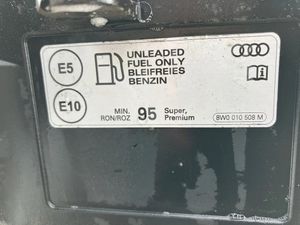 E5
UNLEADED
FUEL ONLY
BLEIFREIES
BENZIN
E10
MIN.
RON/ROZ
95
Super,
Premium
8W0 010 508 M